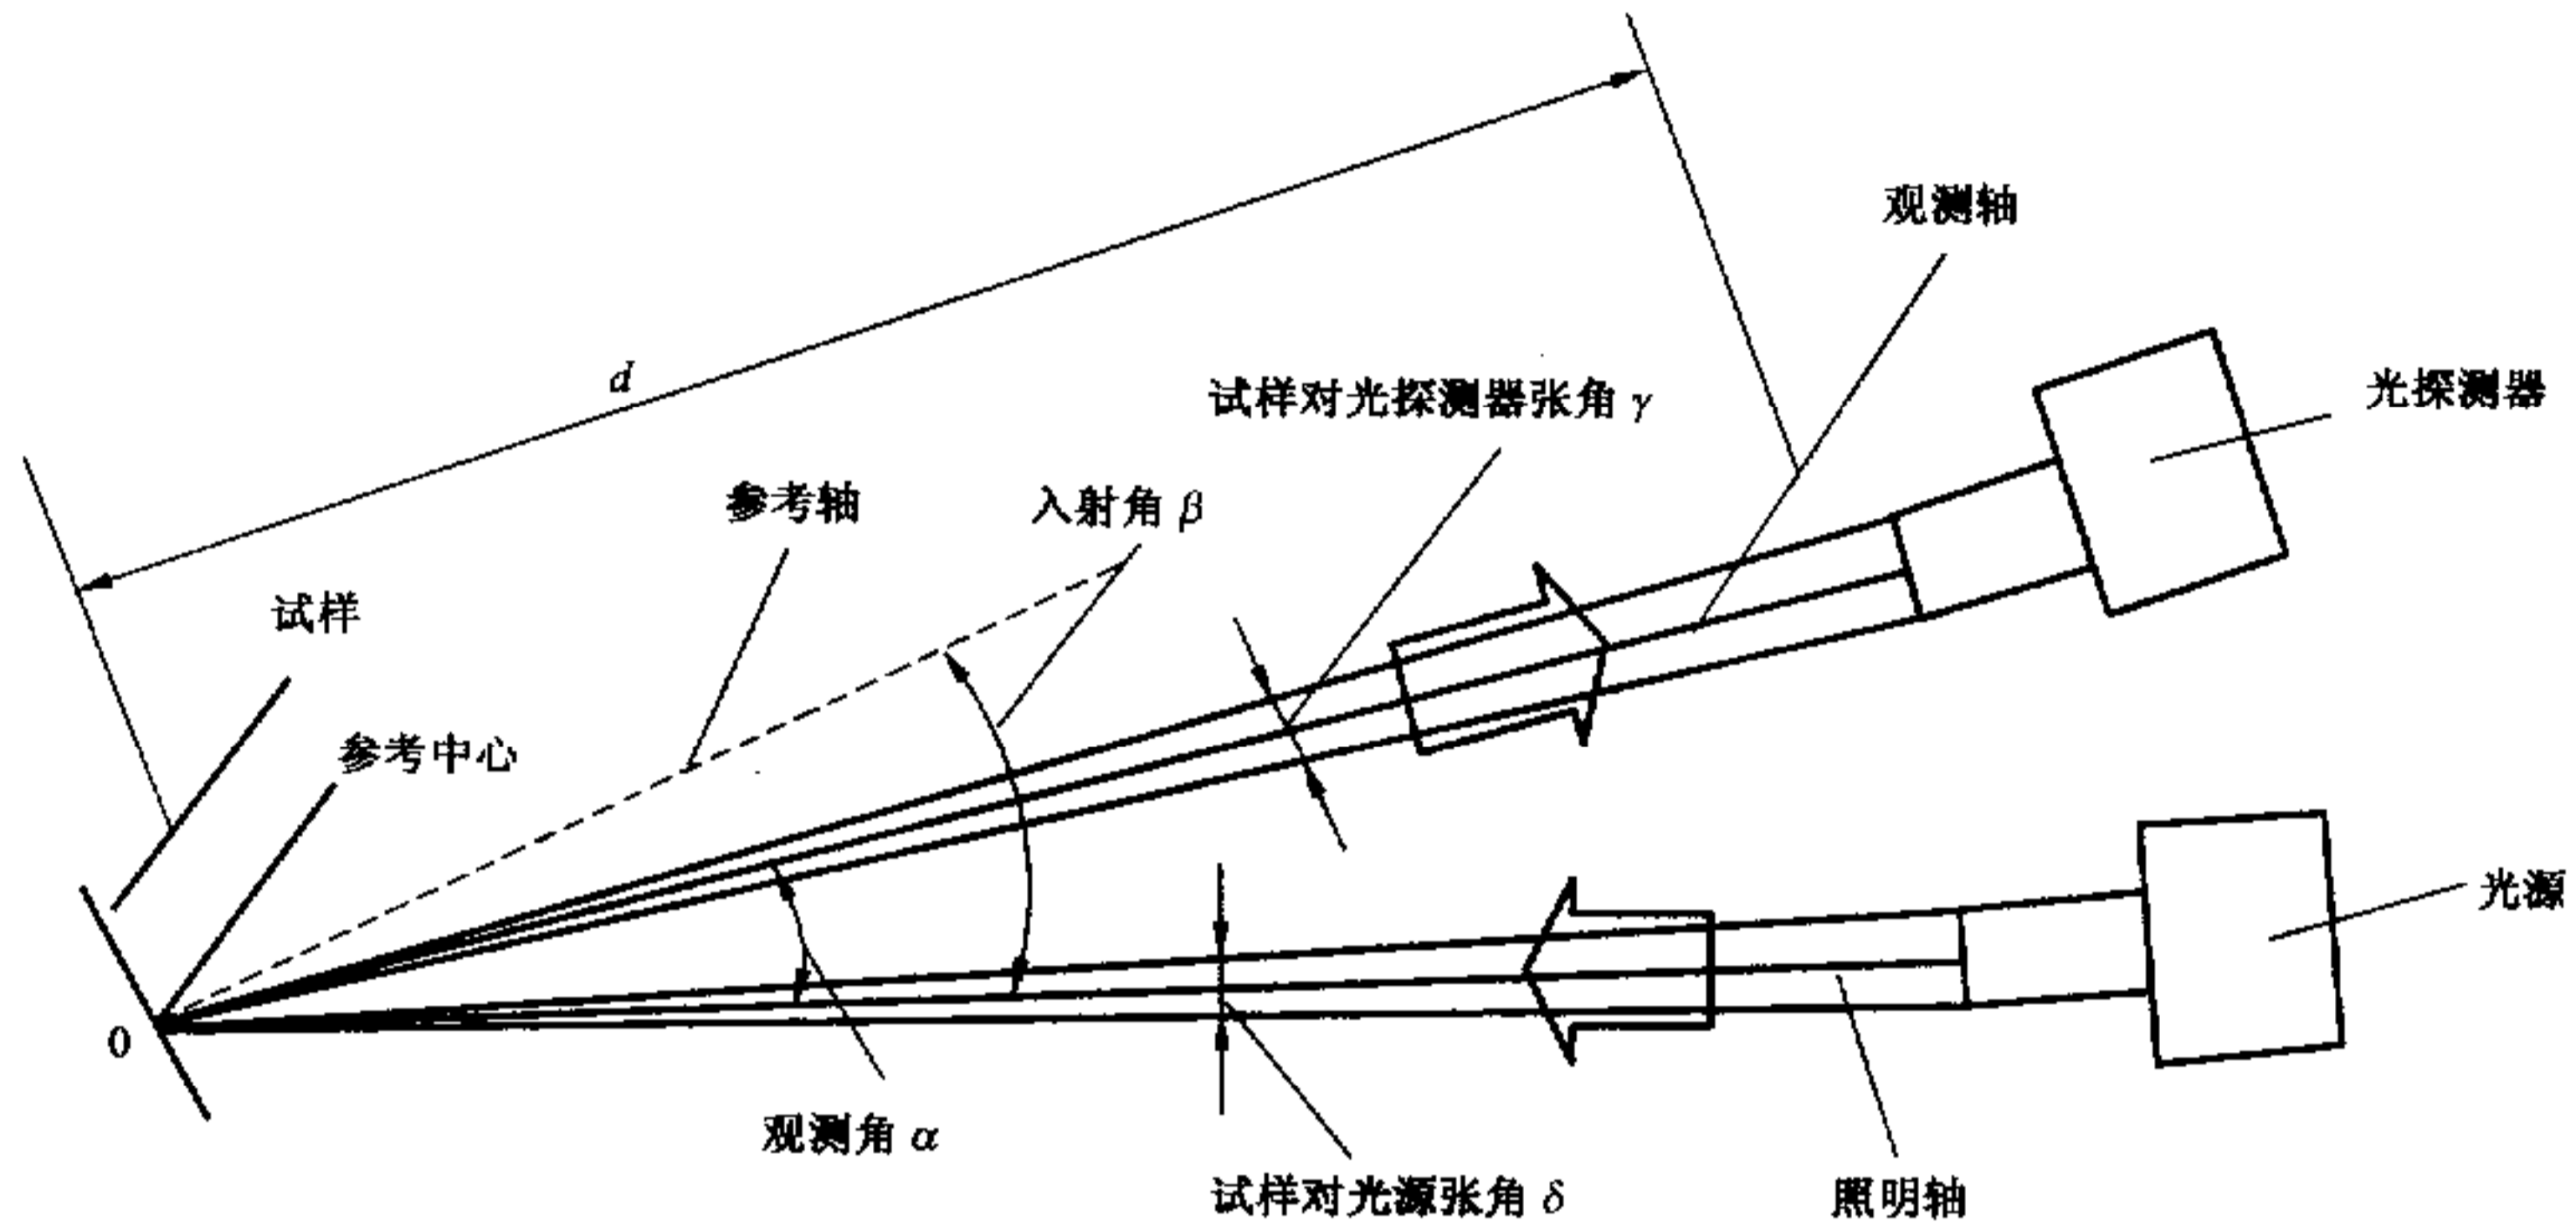 观测轴
d
试样对光探测器张角 γ
光探测器
参考轴
入射角 β
试样
参考中心
光源
0
观测角 α
试样对光源张角 δ
照明轴